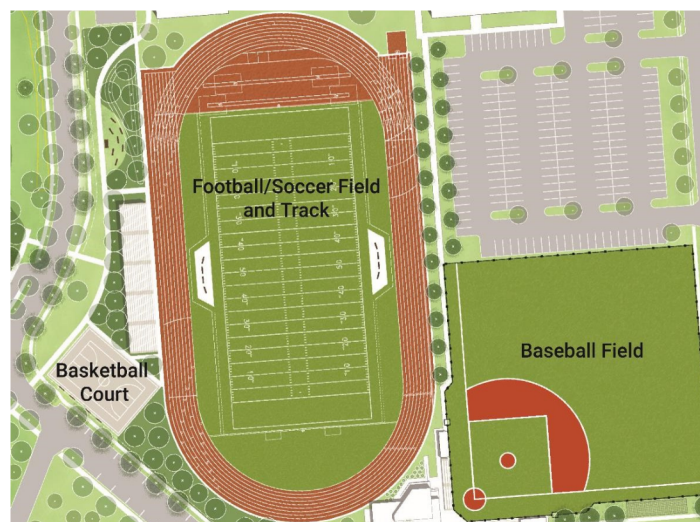 Football/Soccer Field
and Track
Baseball Field
Basketball
Court